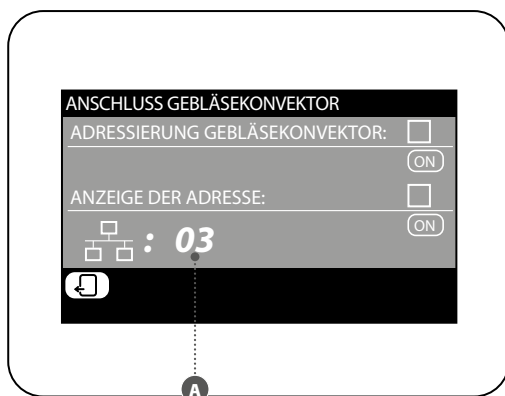 ANSCHLUSS GEBLÄSEKONVEKTOR
ADRESSIERUNG GEBLÄSEKONVEKTOR:
ON
ANZEIGE DER ADRESSE:
ON
: 03
A